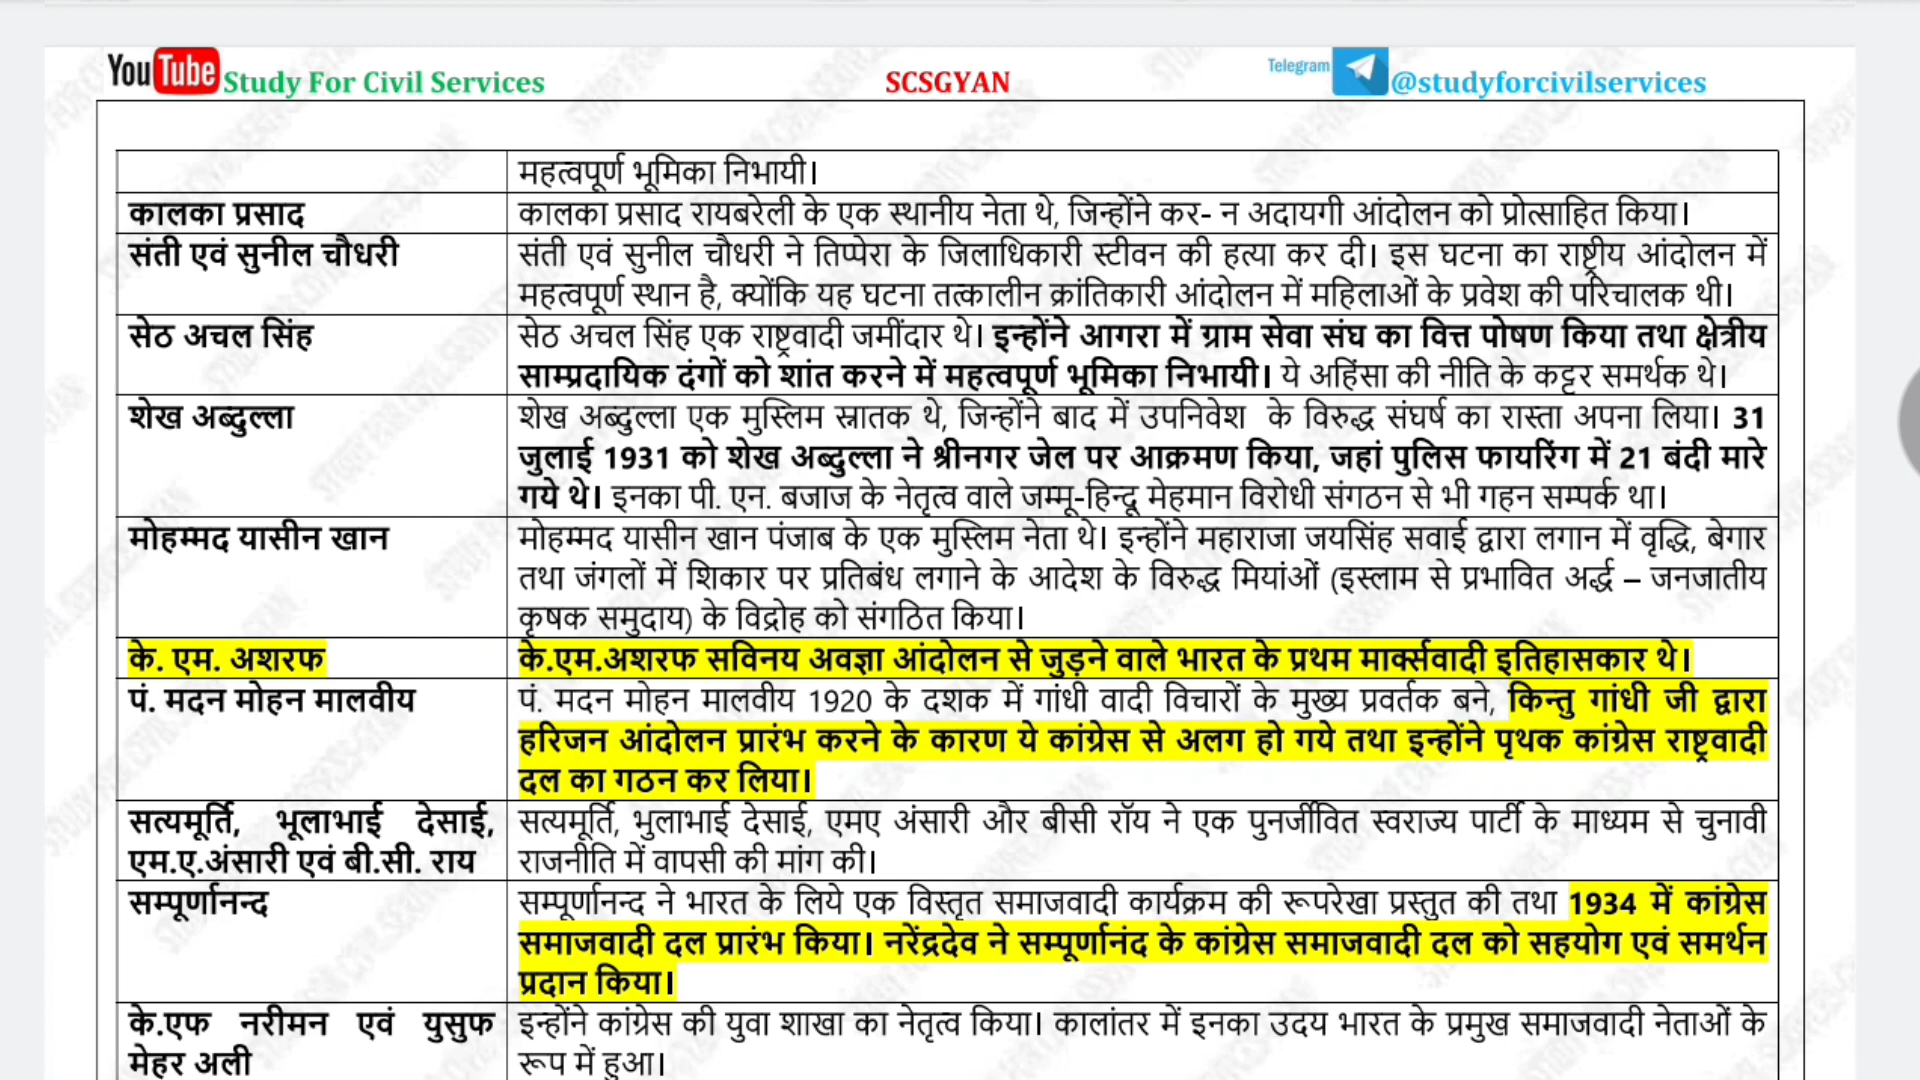 YouTube Study For Civil Services SCSGYAN Telegram @studyforcivilservices
महत्वपूर्ण भूमिका निभायी।
कालका प्रसाद कालका प्रसाद रायबरेली के एक स्थानीय नेता थे, जिन्होंने कर- न अदायगी आंदोलन को प्रोत्साहित किया।
संती एवं सुनील चौधरी संती एवं सुनील चौधरी ने तिप्पेरा के जिलाधिकारी स्टीवन की हत्या कर दी। इस घटना का राष्ट्रीय आंदोलन में
महत्वपूर्ण स्थान है, क्योंकि यह घटना तत्कालीन क्रांतिकारी आंदोलन में महिलाओं के प्रवेश की परिचालक थी।
सेठ अचल सिंह सेठ अचल सिंह एक राष्ट्रवादी जमींदार थे। इन्होंने आगरा में ग्राम सेवा संघ का वित्त पोषण किया तथा क्षेत्रीय
साम्प्रदायिक दंगों को शांत करने में महत्वपूर्ण भूमिका निभायी। ये अहिंसा की नीति के कट्टर समर्थक थे।
शेख अब्दुल्ला शेख अब्दुल्ला एक मुस्लिम स्नातक थे, जिन्होंने बाद में उपनिवेश के विरुद्ध संघर्ष का रास्ता अपना लिया। 31
जुलाई 1931 को शेख अब्दुल्ला ने श्रीनगर जेल पर आक्रमण किया, जहां पुलिस फायरिंग में 21 बंदी मारे
गये थे। इनका पी. एन. बजाज के नेतृत्व वाले जम्मू-हिन्दू मेहमान विरोधी संगठन से भी गहन सम्पर्क था।
मोहम्मद यासीन खान मोहम्मद यासीन खान पंजाब के एक मुस्लिम नेता थे। इन्होंने महाराजा जयसिंह सवाई द्वारा लगान में वृद्धि, बेगार
तथा जंगलों में शिकार पर प्रतिबंध लगाने के आदेश के विरुद्ध मियांओं (इस्लाम से प्रभावित अर्द्ध – जनजातीय
कृषक समुदाय) के विद्रोह को संगठित किया।
के. एम. अशरफ के.एम.अशरफ सविनय अवज्ञा आंदोलन से जुड़ने वाले भारत के प्रथम मार्क्सवादी इतिहासकार थे।
पं. मदन मोहन मालवीय पं. मदन मोहन मालवीय 1920 के दशक में गांधी वादी विचारों के मुख्य प्रवर्तक बने, किन्तु गांधी जी द्वारा
हरिजन आंदोलन प्रारंभ करने के कारण ये कांग्रेस से अलग हो गये तथा इन्होंने पृथक कांग्रेस राष्ट्रवादी
दल का गठन कर लिया।
सत्यमूर्ति, भूलाभाई देसाई, सत्यमूर्ति, भुलाभाई देसाई, एमए अंसारी और बीसी रॉय ने एक पुनर्जीवित स्वराज्य पार्टी के माध्यम से चुनावी
एम.ए.अंसारी एवं बी.सी. राय राजनीति में वापसी की मांग की।
सम्पूर्णानन्द सम्पूर्णानन्द ने भारत के लिये एक विस्तृत समाजवादी कार्यक्रम की रूपरेखा प्रस्तुत की तथा 1934 में कांग्रेस
समाजवादी दल प्रारंभ किया। नरेंद्रदेव ने सम्पूर्णानंद के कांग्रेस समाजवादी दल को सहयोग एवं समर्थन
प्रदान किया।
के.एफ नरीमन एवं युसुफ इन्होंने कांग्रेस की युवा शाखा का नेतृत्व किया। कालांतर में इनका उदय भारत के प्रमुख समाजवादी नेताओं के
मेहर अली रूप में हुआ।